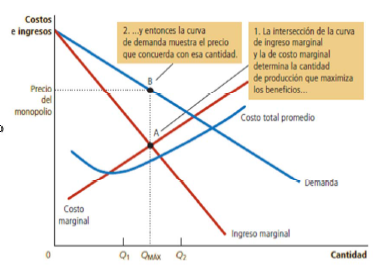 Costos
e ingresos
2. ...y entonces la curva
de demanda muestra el precio
que concuerda con esa cantidad.
1. La intersección de la curva
de ingreso marginal
y la de costo marginal
determina la cantidad
de producción que maximiza
los beneficios...
B
Precio
del
monopolio
Costo total promedio
A
Demanda
Costo
marginal
Ingreso marginal
0
Q1
QMÁX
Q2
Cantidad